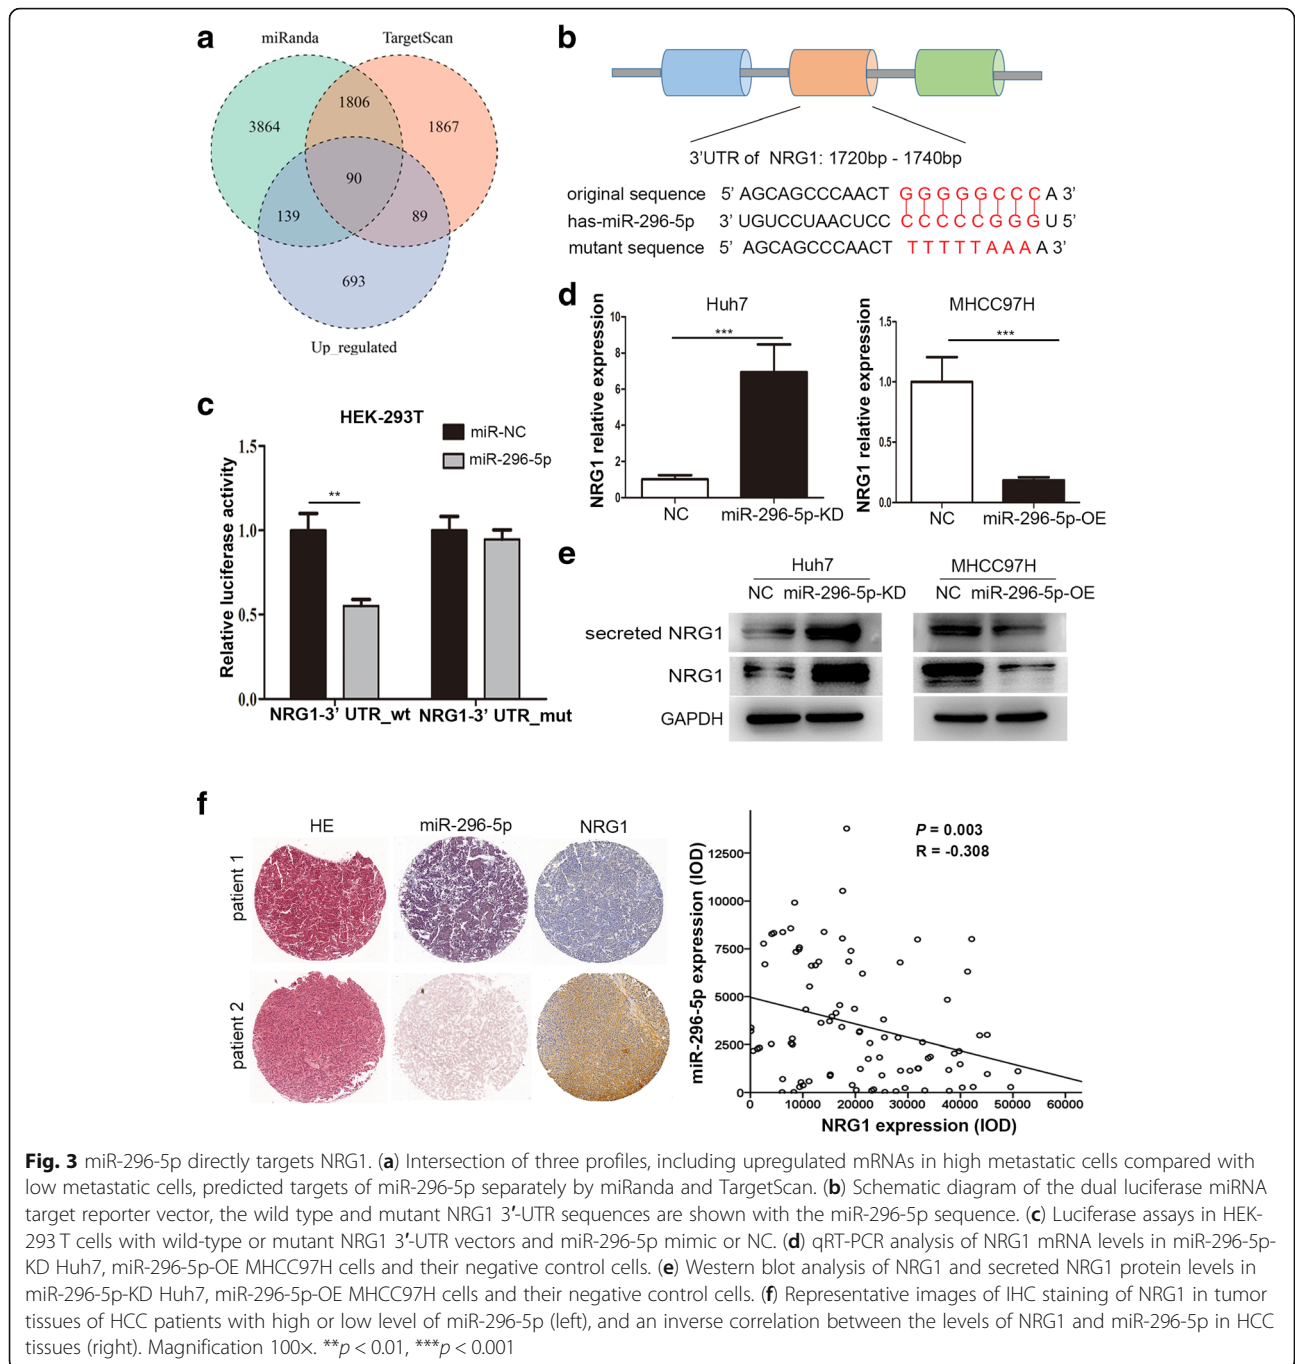 a
miRanda
TargetScan
3864
1806
1867
90
139
89
693
Up_regulated
b
3'UTR of NRG1: 1720bp - 1740bp
original sequence 5' AGCAGCCCAACT GGGGGCCC A 3'
has-miR-296-5p 3' UGUCCUAACUCC CCCCCGGG U 5'
mutant sequence 5' AGCAGCCCAACT TTTTTAAA A 3'
c
HEK-293T
miR-NC
miR-296-5p
Relative luciferase activity
1.5
1.0
0.5
0.0
**
NRG1-3' UTR_wt NRG1-3' UTR_mut
d
Huh7
NRG1 relative expression
10
8
6
4
2
0
***
NC miR-296-5p-KD
MHCC97H
NRG1 relative expression
1.5
1.0
0.5
0.0
***
NC miR-296-5p-OE
e
Huh7 MHCC97H
NC miR-296-5p-KD NC miR-296-5p-OE
secreted NRG1
NRG1
GAPDH
f
HE miR-296-5p NRG1
patient 1
patient 2
P = 0.003
R = -0.308
miR-296-5p expression (IOD)
12500
10000
7500
5000
2500
0
0 10000 20000 30000 40000 50000 60000
NRG1 expression (IOD)
Fig. 3 miR-296-5p directly targets NRG1. (a) Intersection of three profiles, including upregulated mRNAs in high metastatic cells compared with
low metastatic cells, predicted targets of miR-296-5p separately by miRanda and TargetScan. (b) Schematic diagram of the dual luciferase miRNA
target reporter vector, the wild type and mutant NRG1 3′-UTR sequences are shown with the miR-296-5p sequence. (c) Luciferase assays in HEK-
293 T cells with wild-type or mutant NRG1 3′-UTR vectors and miR-296-5p mimic or NC. (d) qRT-PCR analysis of NRG1 mRNA levels in miR-296-5p-
KD Huh7, miR-296-5p-OE MHCC97H cells and their negative control cells. (e) Western blot analysis of NRG1 and secreted NRG1 protein levels in
miR-296-5p-KD Huh7, miR-296-5p-OE MHCC97H cells and their negative control cells. (f) Representative images of IHC staining of NRG1 in tumor
tissues of HCC patients with high or low level of miR-296-5p (left), and an inverse correlation between the levels of NRG1 and miR-296-5p in HCC
tissues (right). Magnification 100×. **p < 0.01, ***p < 0.001